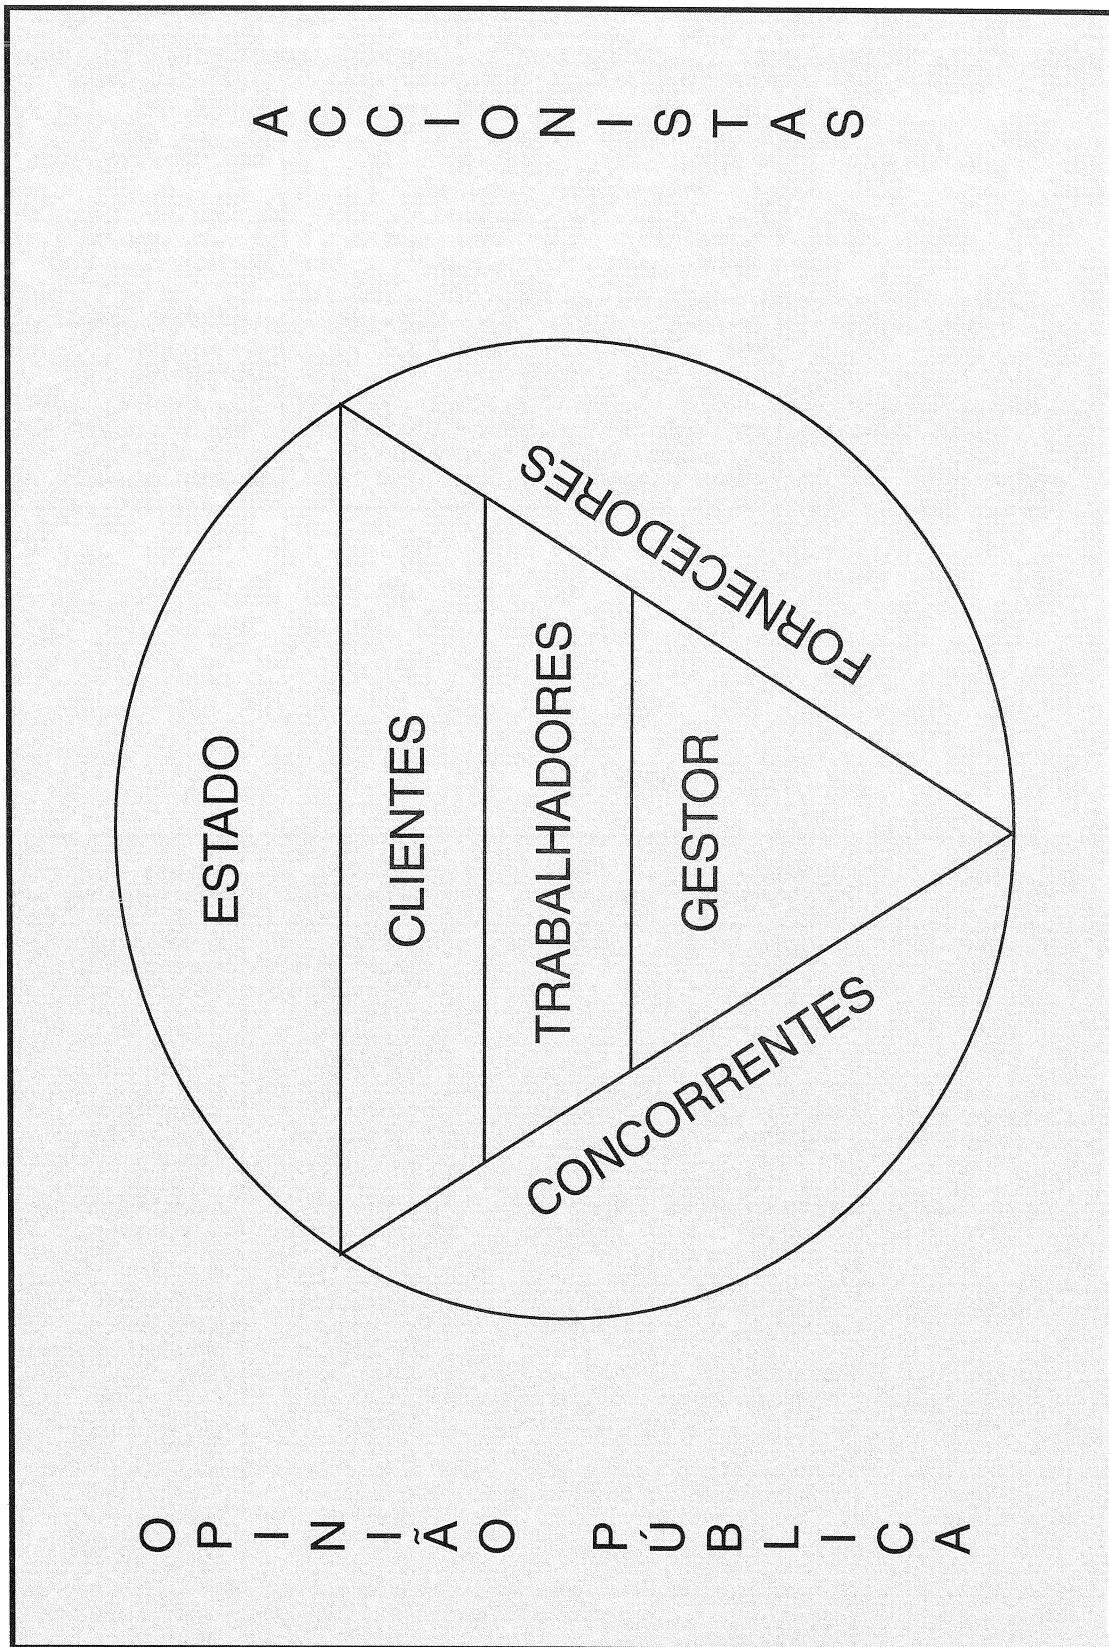 OPINIÃO PÚBLICA
ESTADO
CLIENTES
TRABALHADORES
GESTOR
CONCORRENTES
FORNECEDORES
ACCIONISTAS